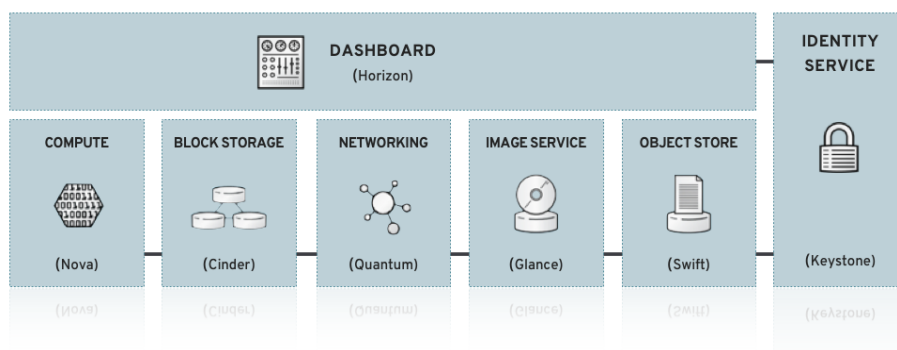 DASHBOARD
(Horizon)
IDENTITY
SERVICE
(Keystone)
COMPUTE
(Nova)
BLOCK STORAGE
(Cinder)
NETWORKING
(Quantum)
IMAGE SERVICE
(Glance)
OBJECT STORE
(Swift)